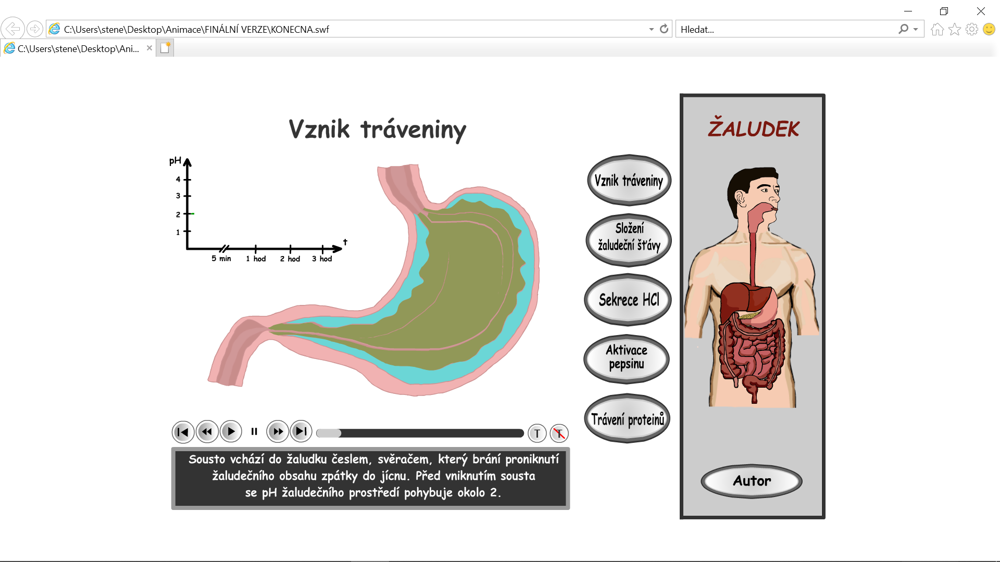 C:\Users\stene\Desktop\Animace\FINÁLNÍ VERZE\KONECNA.swf
Hledat...
C:\Users\stene\Desktop\Ani...
Vznik tráveniny
ŽALUDEK
pH
4
3
2
1
t
5 min
1 hod
2 hod
3 hod
Vznik tráveniny
Složení
žaludeční šťávy
Sekrece HCl
Aktivace
pepsinu
Trávení proteinů
T
T
Sousto vchází do žaludku česlem, svěračem, který brání proniknutí
žaludečního obsahu zpátky do jícnu. Před vniknutím sousta
se pH žaludečního prostředí pohybuje okolo 2.
Autor